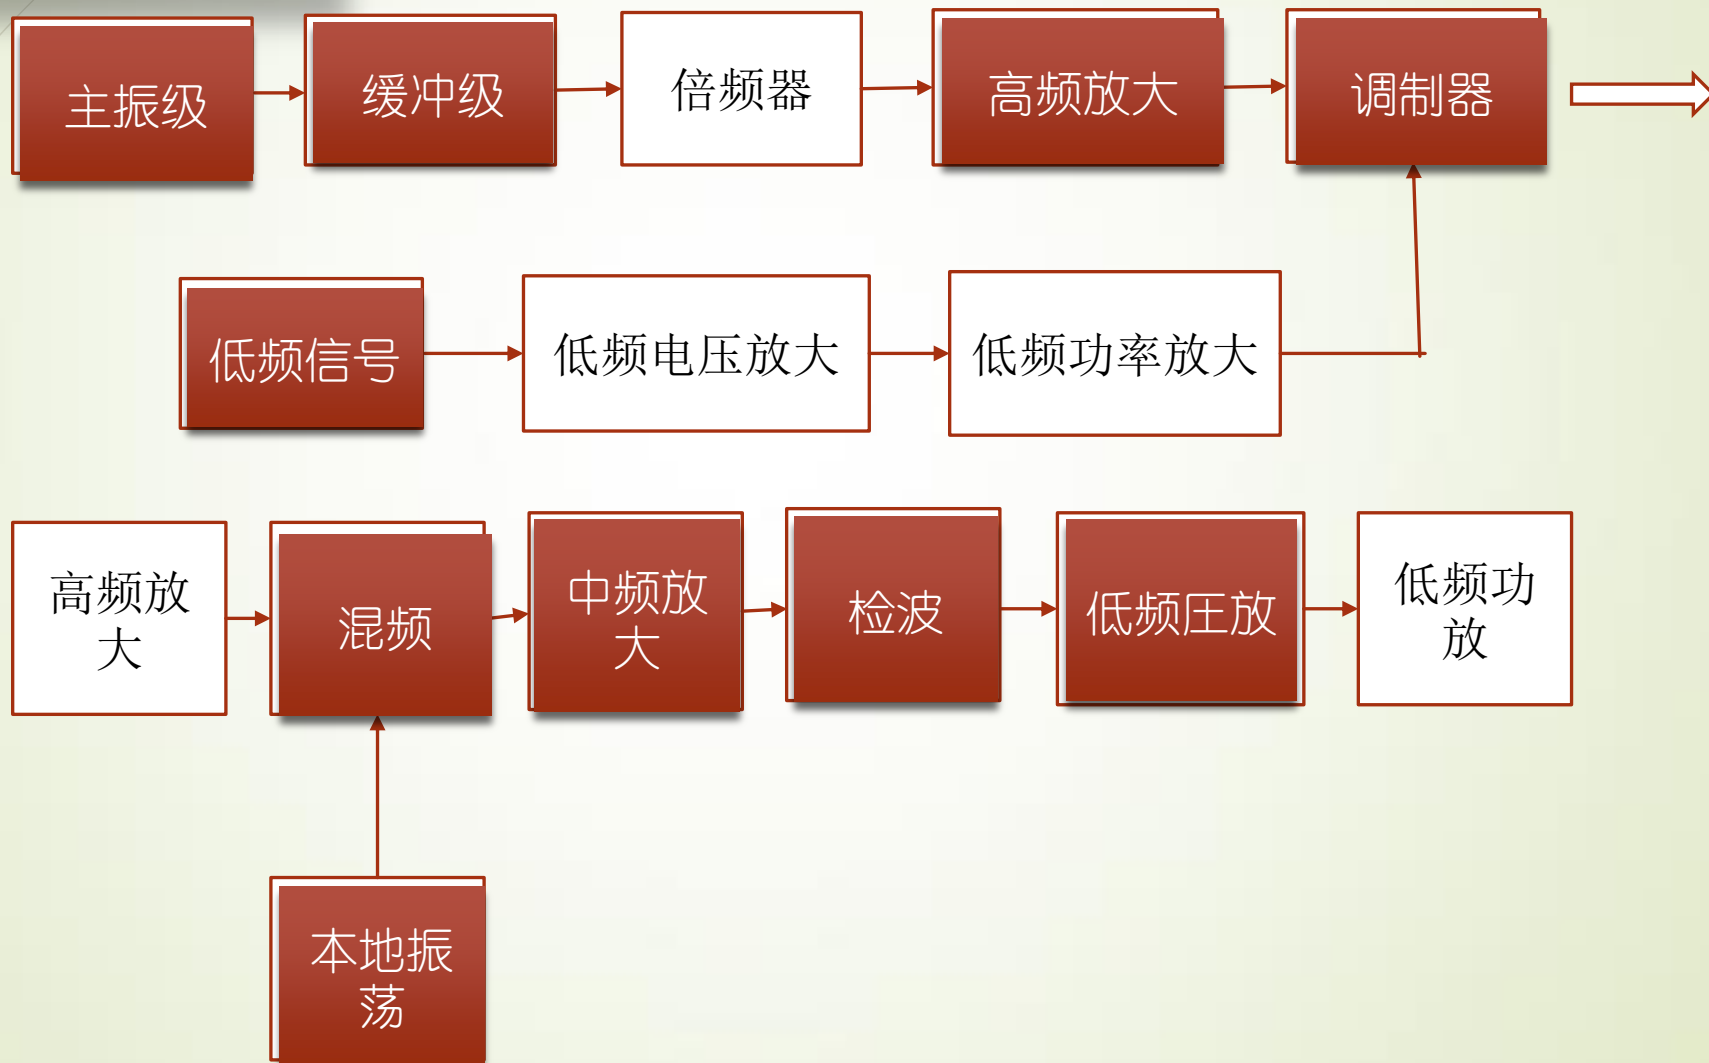 主振级
缓冲级
倍频器
高频放大
调制器
低频信号
低频电压放大
低频功率放大
高频放
大
混频
中频放
大
检波
低频压放
低频功
放
本地振
荡